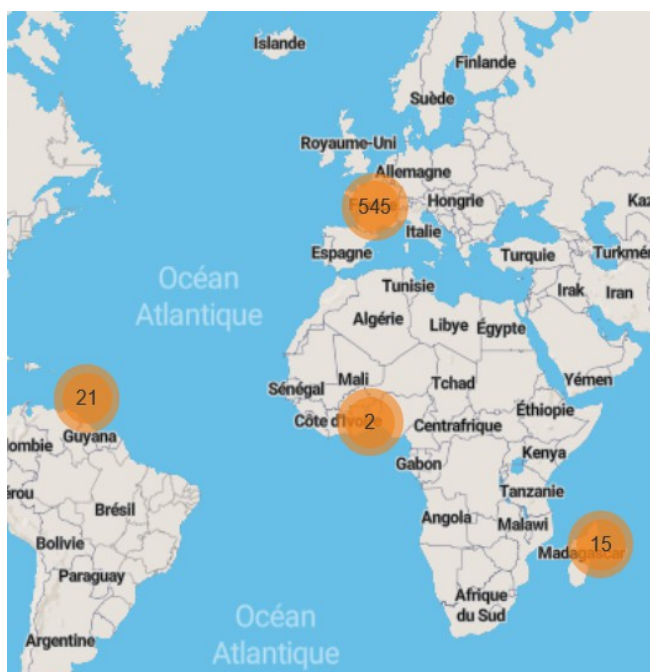 Islande
Finlande
Suède
Royaume-Uni
Allemagne
545
Hongrie
Kaz
Italie
Espagne
Turquie
Turkmér
Océan
Atlantique
Tunisie
Irak
Iran
Algérie
Libye
Égypte
21
Sénégal
Mali
Tchad
Yémen
Côte d'Ivoire
2
Éthiopie
Centrafrique
ombie
Guyana
Gabon
Kenya
érou
Brésil
Tanzanie
Angola
Malawi
15
Madagascar
Bolivie
Paraguay
Afrique
du Sud
Océan
Atlantique
Argentine